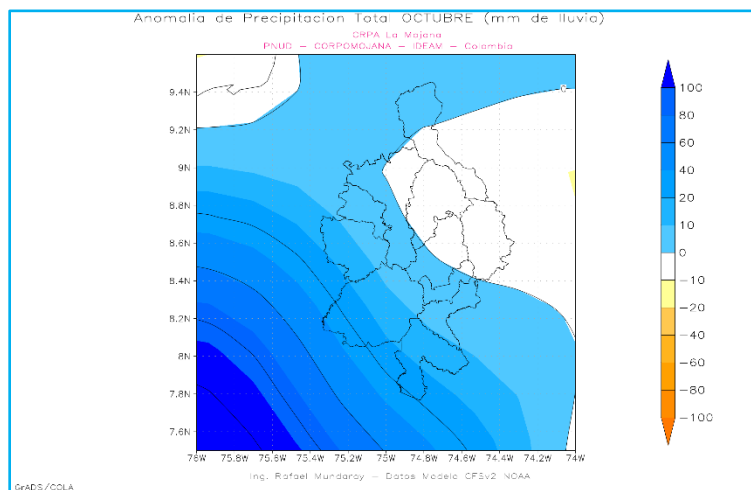 Anomalia de Precipitacion Total OCTUBRE (mm de lluvia)
CRPA La Mojana
PNUD – CORPOMOJANA – IDEAM – Colombia
9.4N
9.2N
9N
8.8N
8.6N
8.4N
8.2N
8N
7.8N
7.6N
76W 75.8W 75.6W 75.4W 75.2W 75W 74.8W 74.6W 74.4W 74.2W 74W
100
80
60
40
20
10
0
−10
−20
−40
−60
−80
−100
Ing. Rafael Mundaray – Datos Modelo CFSv2 NOAA
GrADS/COLA